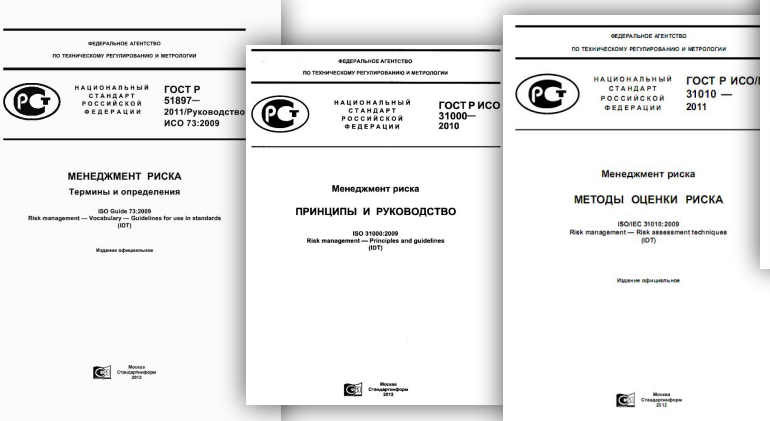 ФЕДЕРАЛЬНОЕ АГЕНТСТВО
ПО ТЕХНИЧЕСКОМУ РЕГУЛИРОВАНИЮ И МЕТРОЛОГИИ
НАЦИОНАЛЬНЫЙ
СТАНДАРТ
РОССИЙСКОЙ
ФЕДЕРАЦИИ
ГОСТ Р
51897—
2011/Руководство
ИСО 73:2009
МЕНЕДЖМЕНТ РИСКА
Термины и определения
ISO Guide 73:2009
Risk management — Vocabulary — Guidelines for use in standards
(IDT)
Издание официальное
Москва
Стандартинформ
2012
ФЕДЕРАЛЬНОЕ АГЕНТСТВО
ПО ТЕХНИЧЕСКОМУ РЕГУЛИРОВАНИЮ И МЕТРОЛОГИИ
НАЦИОНАЛЬНЫЙ
СТАНДАРТ
РОССИЙСКОЙ
ФЕДЕРАЦИИ
ГОСТ Р ИСО
31000—
2010
Менеджмент риска
ПРИНЦИПЫ И РУКОВОДСТВО
ISO 31000:2009
Risk management — Principles and guidelines
(IDT)
Москва
Стандартинформ
2012
ФЕДЕРАЛЬНОЕ АГЕНТСТВО
ПО ТЕХНИЧЕСКОМУ РЕГУЛИРОВАНИЮ И МЕТРОЛОГИИ
НАЦИОНАЛЬНЫЙ
СТАНДАРТ
РОССИЙСКОЙ
ФЕДЕРАЦИИ
ГОСТ Р ИСО/
31010 —
2011
Менеджмент риска
МЕТОДЫ ОЦЕНКИ РИСКА
ISO/IEC 31010:2009
Risk management — Risk assessment techniques
(IDT)
Издание официальное
Москва
Стандартинформ
2012